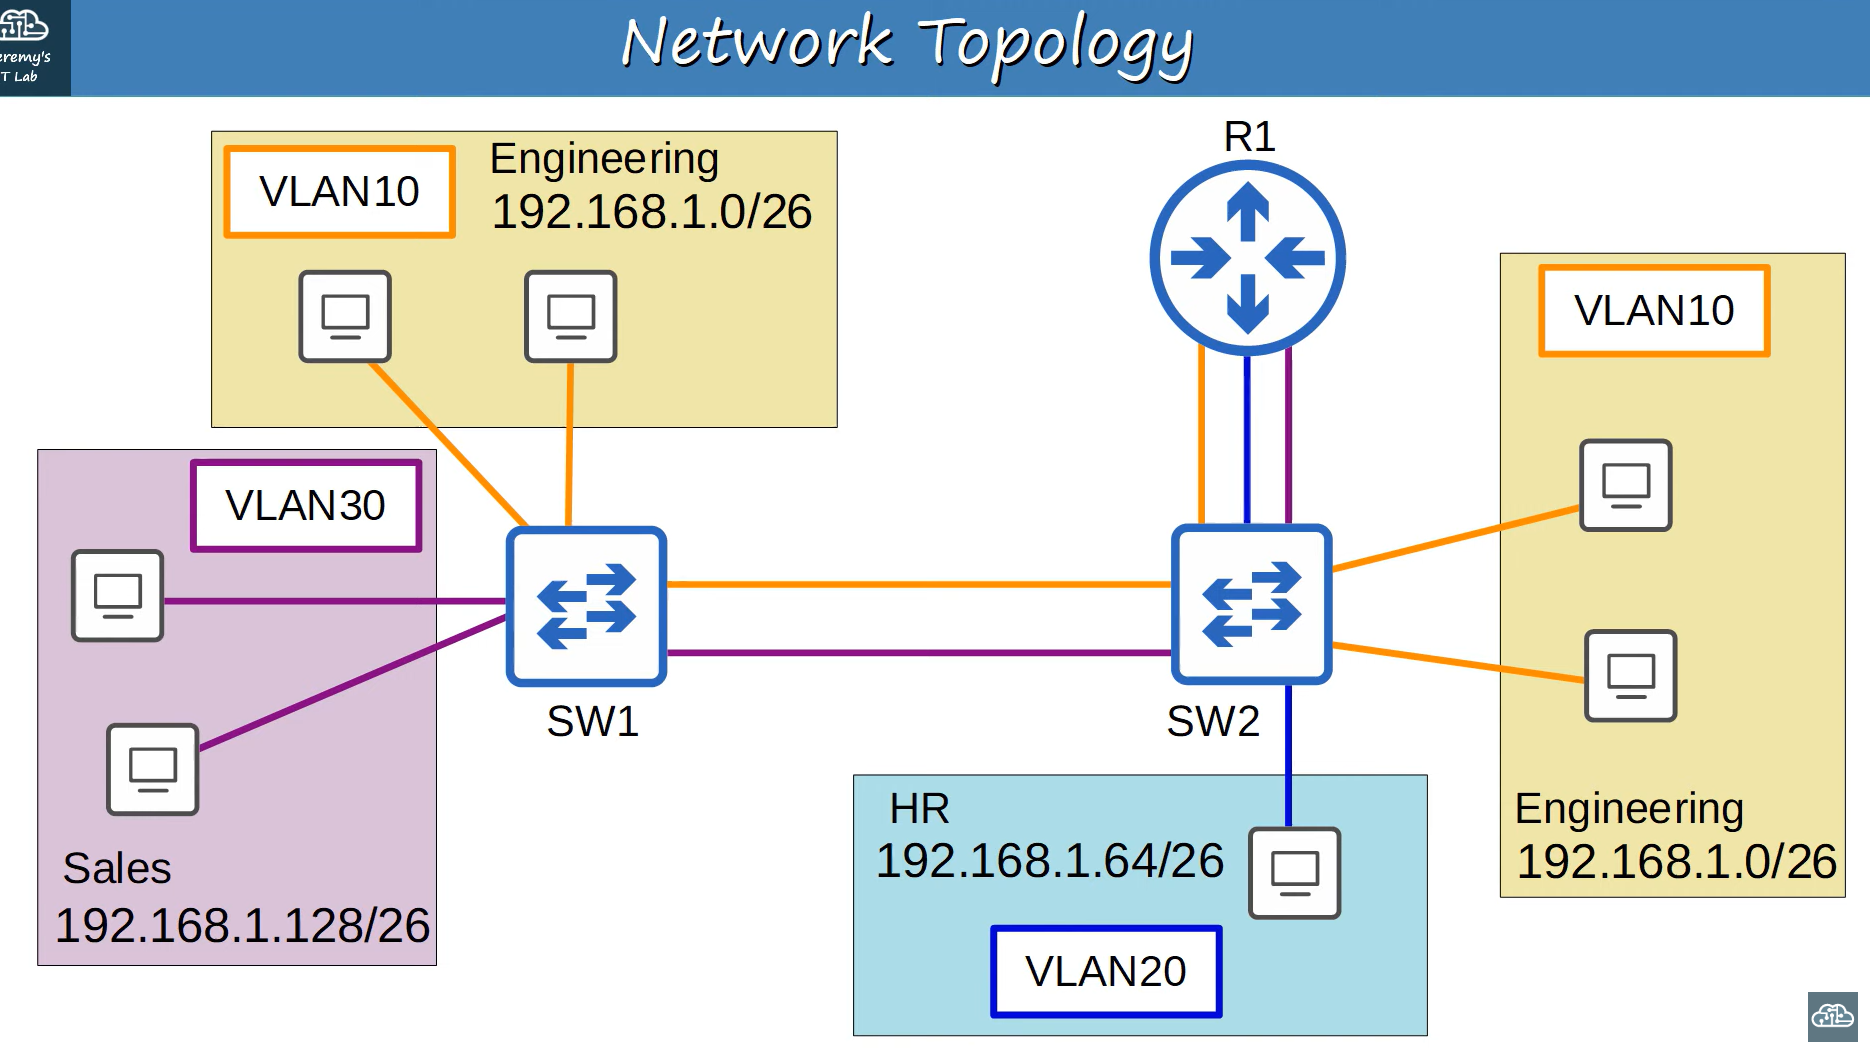 eremy's
T Lab
Network Topology
VLAN10
Engineering
192.168.1.0/26
R1
VLAN10
VLAN30
SW1
SW2
Sales
192.168.1.128/26
HR
192.168.1.64/26
VLAN20
Engineering
192.168.1.0/26